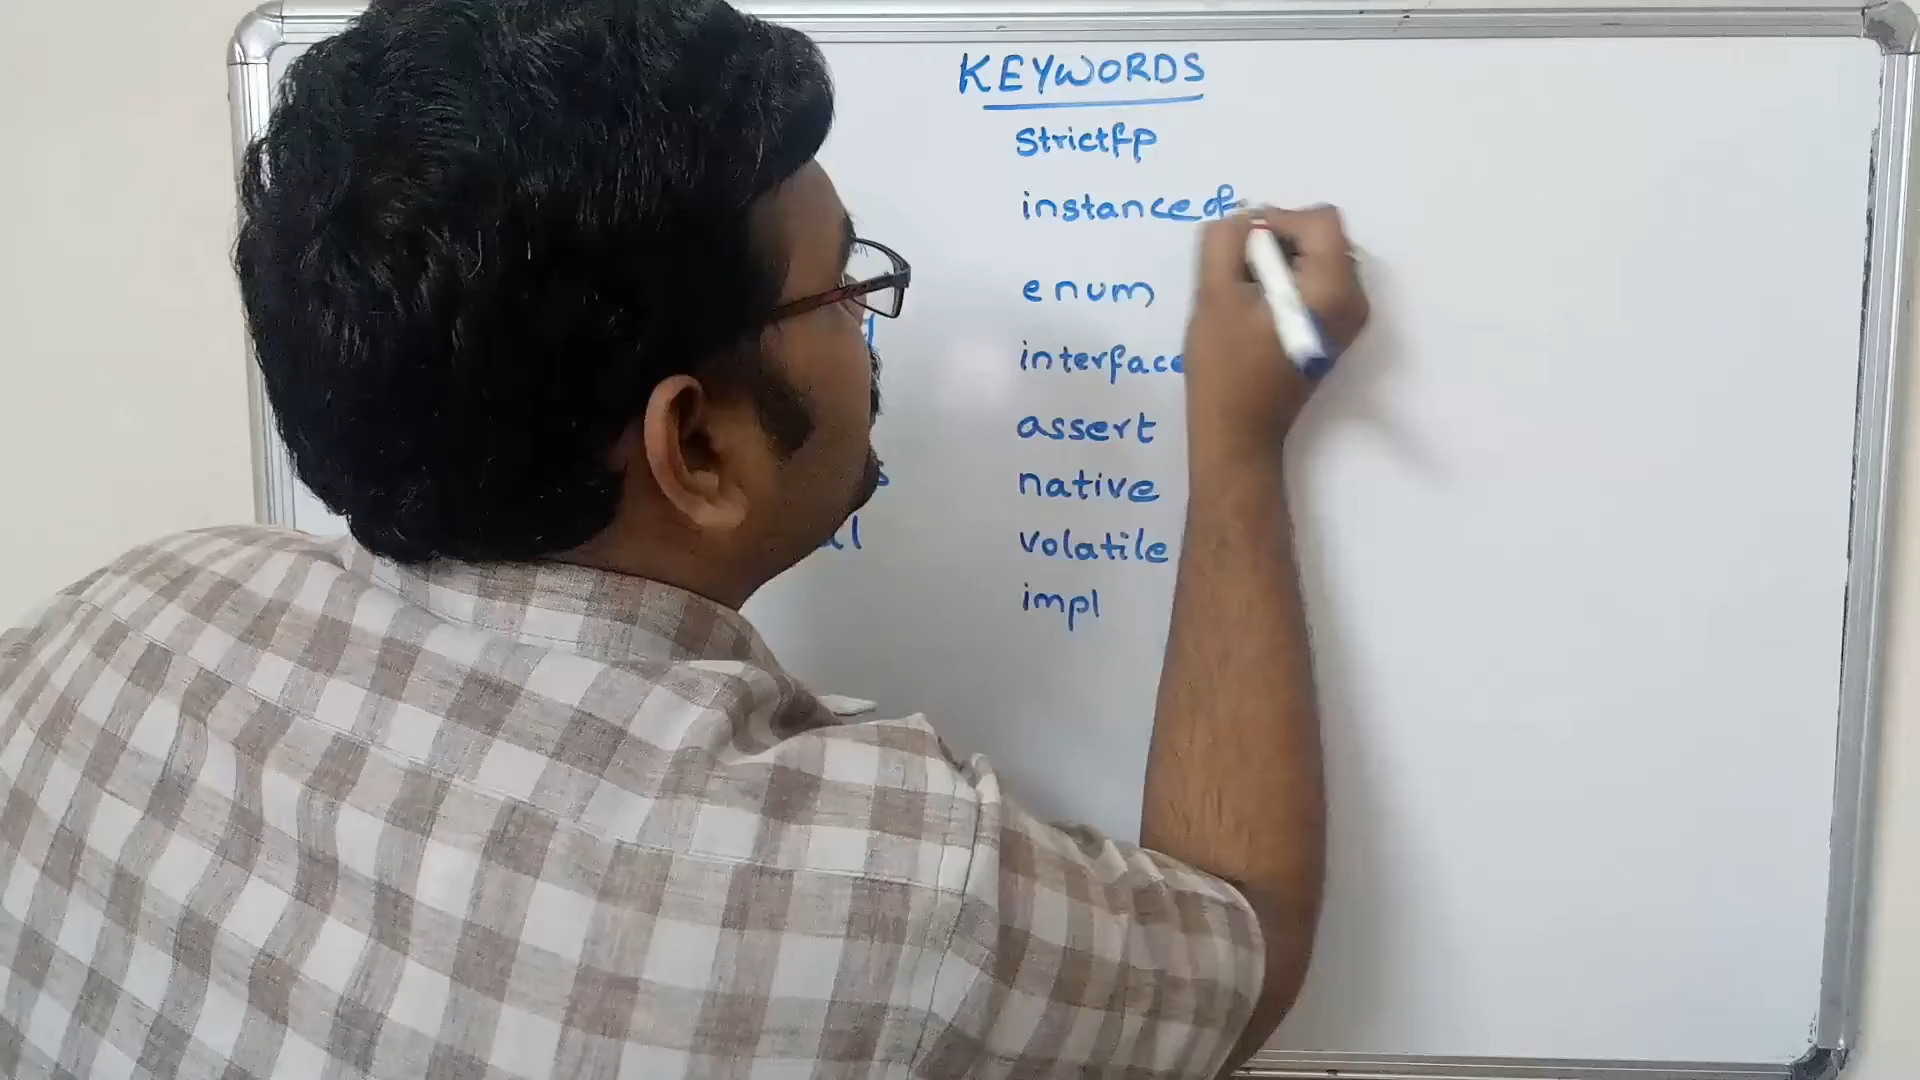 KEYWORDS
strictfp
instanceof
enum
interface
assert
native
volatile
impl